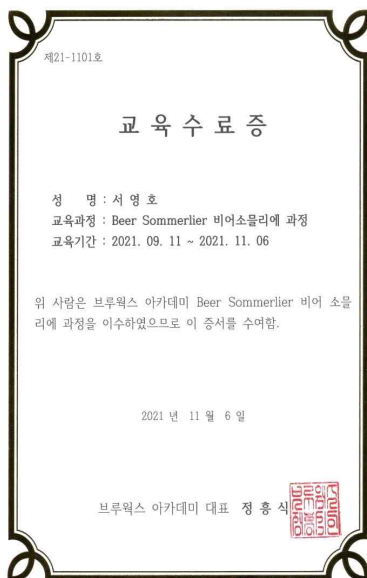 제21-1101호
교 육 수 료 증
성 명 : 서 영 호
교육과정 : Beer Sommerlier 비어소믈리에 과정
교육기간 : 2021. 09. 11 ~ 2021. 11. 06
위 사람은 브루웍스 아카데미 Beer Sommerlier 비어 소믈
리에 과정을 이수하였으므로 이 증서를 수여함.
2021 년 11 월 6 일
브루웍스 아카데미 대표 정 흥 식